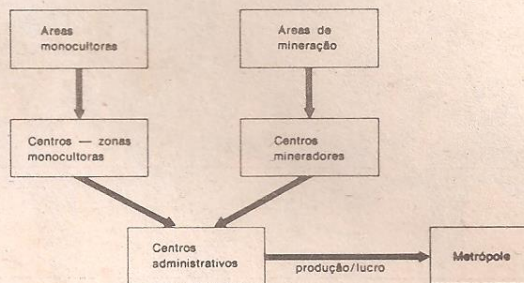 Áreas
monocultoras
Áreas de
mineração
Centros — zonas
monocultoras
Centros
mineradores
Centros
administrativos
produção/lucro
Metrópole